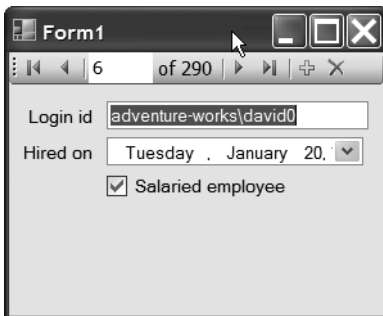 Form1
6 of 290
Login id adventure-works\david0
Hired on Tuesday , January 20,
Salaried employee